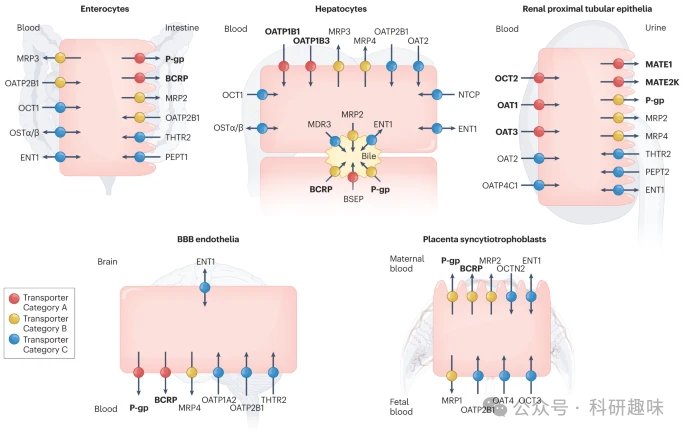 Enterocytes
Blood
Intestine
MRP3
OATP2B1
OCT1
OSTα/β
ENT1
P-gp
BCRP
MRP2
OATP2B1
THTR2
PEPT1
Hepatocytes
Blood
OATP1B1
OATP1B3
MRP3
MRP4
OATP2B1
OAT2
OCT1
OSTα/β
NTCP
ENT1
MDR3
MRP2
ENT1
Bile
BCRP
BSEP
P-gp
Renal proximal tubular epithelia
Blood
Urine
OCT2
OAT1
OAT3
OAT2
OATP4C1
MATE1
MATE2K
P-gp
MRP2
MRP4
THTR2
PEPT2
ENT1
Transporter
Category A
Transporter
Category B
Transporter
Category C
BBB endothelia
Brain
ENT1
Blood
P-gp
BCRP
MRP4
OATP1A2
OATP2B1
THTR2
Placenta syncytiotrophoblasts
Maternal
blood
P-gp
BCRP
MRP2
OCTN2
ENT1
Fetal
blood
MRP1
OATP2B1
OAT4
OCT3
公众号 · 科研趣味